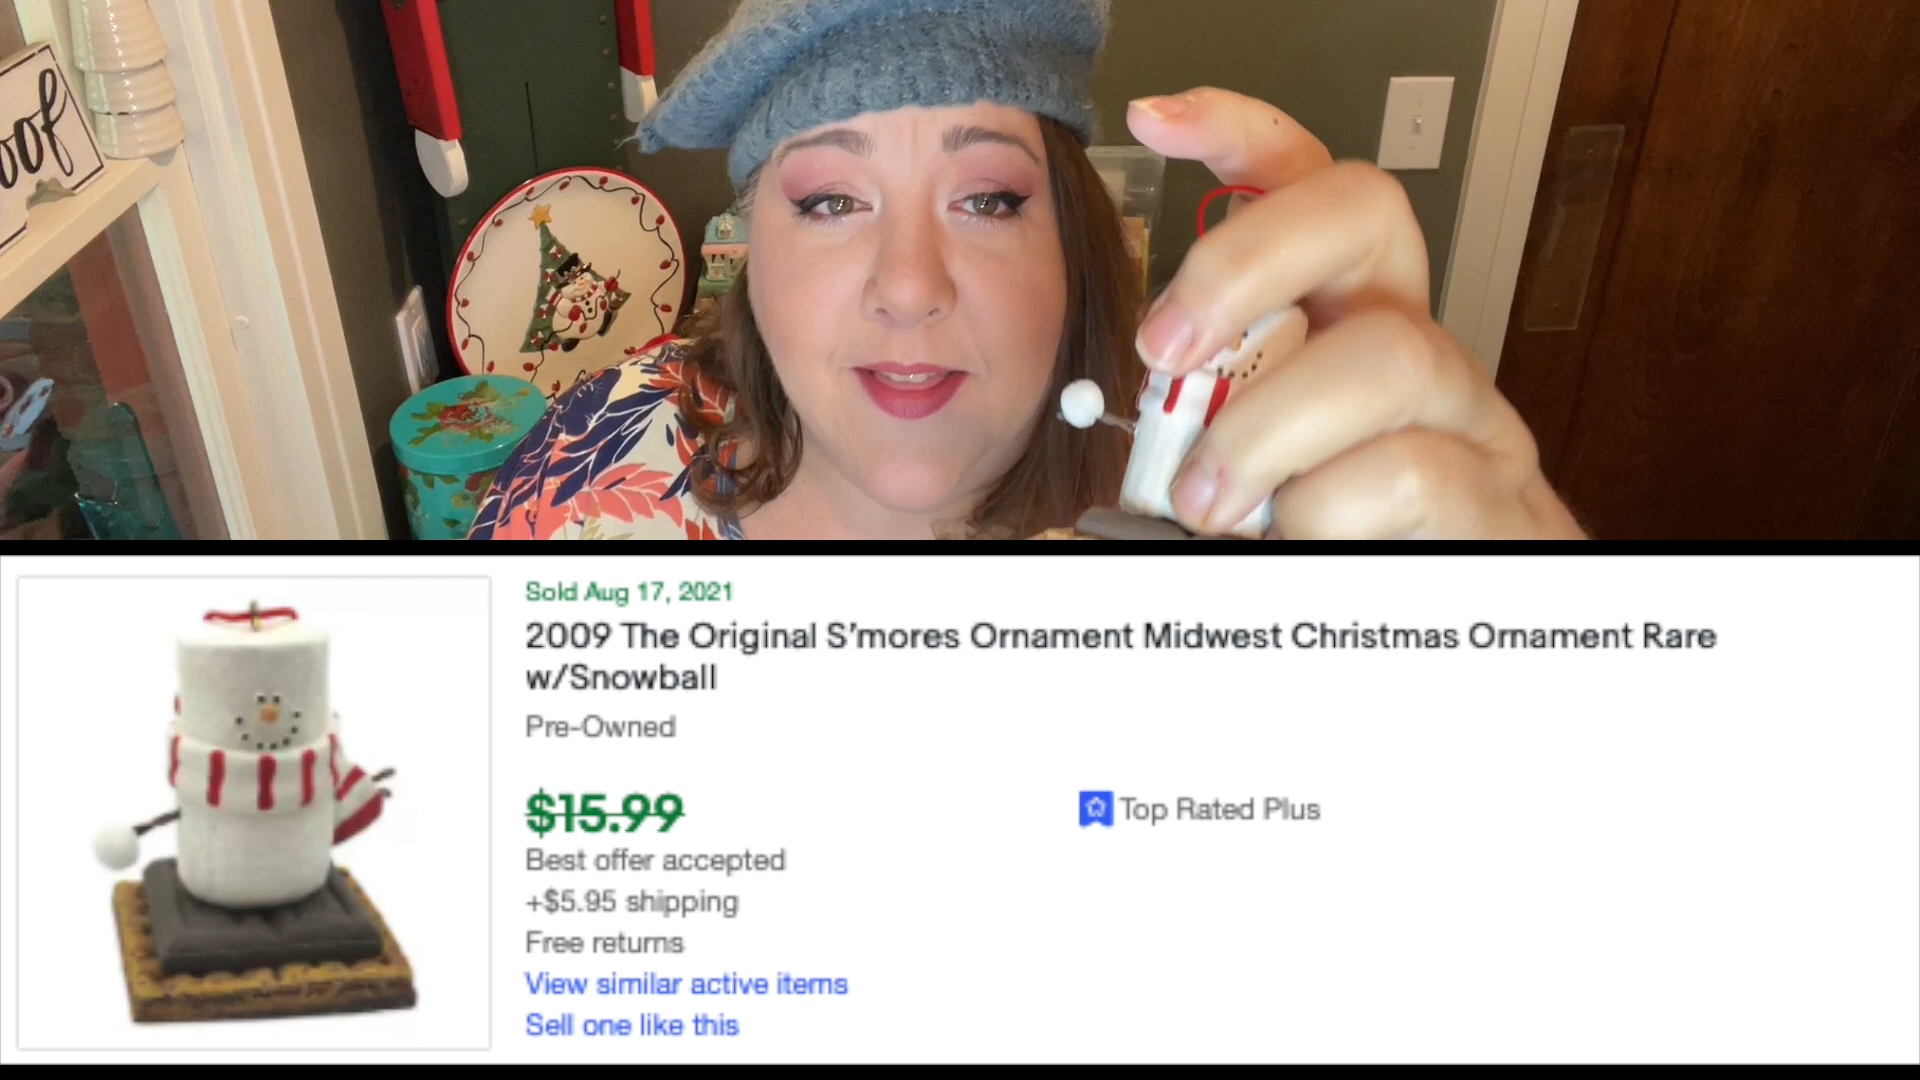 oof
Sold Aug 17, 2021
2009 The Original S'mores Ornament Midwest Christmas Ornament Rare
w/Snowball
Pre-Owned
$15.99
Top Rated Plus
Best offer accepted
+$5.95 shipping
Free returns
View similar active items
Sell one like this